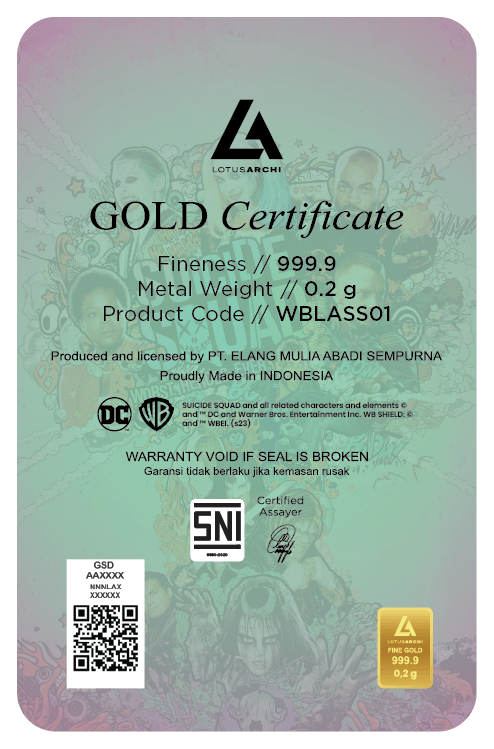 LOTUSARCHI
GOLD Certificate
Fineness // 999.9
Metal Weight // 0.2 g
Product Code // WBLASS01
Produced and licensed by PT. ELANG MULIA ABADI SEMPURNA
Proudly Made in INDONESIA
DC WB
SUICIDE SQUAD and all related characters and elements ©
and ™ DC and Warner Bros. Entertainment Inc. WB SHIELD: ©
and ™ WBEI. (s23)
WARRANTY VOID IF SEAL IS BROKEN
Garansi tidak berlaku jika kemasan rusak
SNI
Certified
Assayer
GSD
AAXXXX
NNNLAX
XXXXXX
LOTUSARCHI
FINE GOLD
999.9
0,2 g